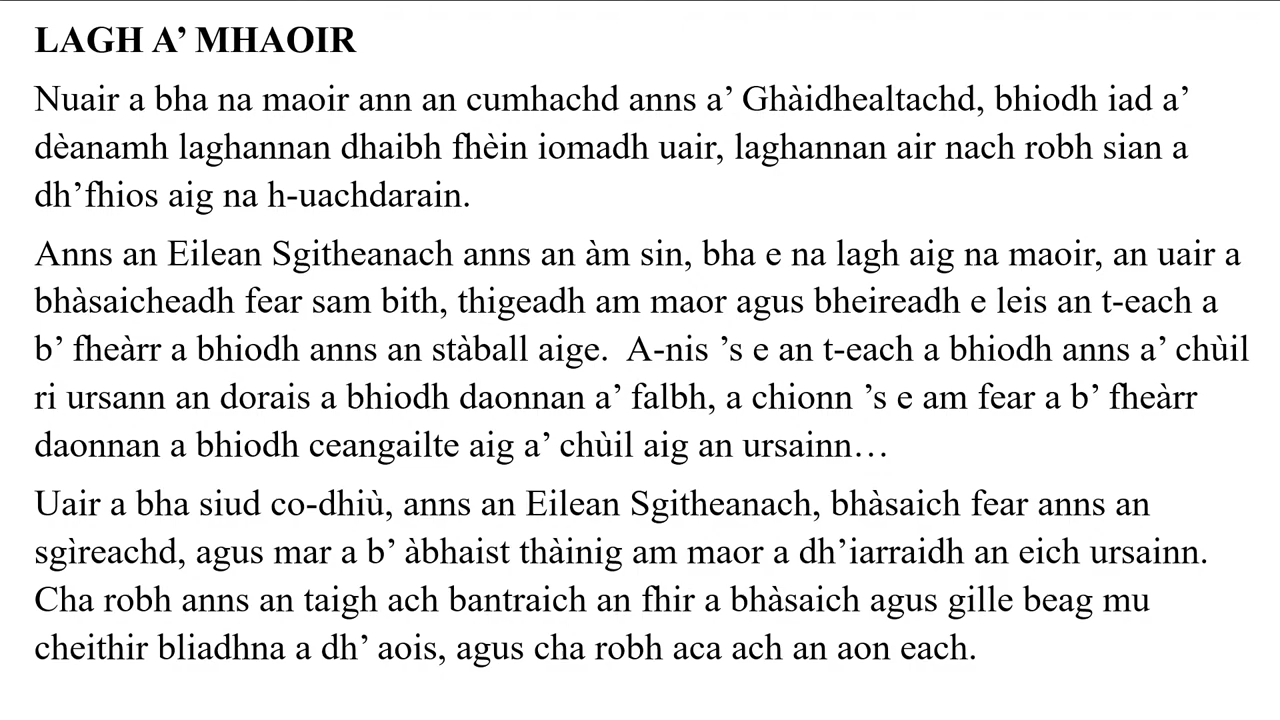 LAGH A’ MHAOIR
Nuair a bha na maoir ann an cumhachd anns a’ Ghàidhealtachd, bhiodh iad a’
dèanamh laghannan dhaibh fhèin iomadh uair, laghannan air nach robh sian a
dh’fhios aig na h-uachdarain.
Anns an Eilean Sgitheanach anns an àm sin, bha e na lagh aig na maoir, an uair a
bhàsaicheadh fear sam bith, thigeadh am maor agus bheireadh e leis an t-each a
b’ fheàrr a bhiodh anns an stàball aige.  A-nis ’s e an t-each a bhiodh anns a’ chùil
ri ursann an dorais a bhiodh daonnan a’ falbh, a chionn ’s e am fear a b’ fheàrr
daonnan a bhiodh ceangailte aig a’ chùil aig an ursainn…
Uair a bha siud co-dhiù, anns an Eilean Sgitheanach, bhàsaich fear anns an
sgìreachd, agus mar a b’ àbhaist thàinig am maor a dh’iarraidh an eich ursainn.
Cha robh anns an taigh ach bantraich an fhir a bhàsaich agus gille beag mu
cheithir bliadhna a dh’ aois, agus cha robh aca ach an aon each.